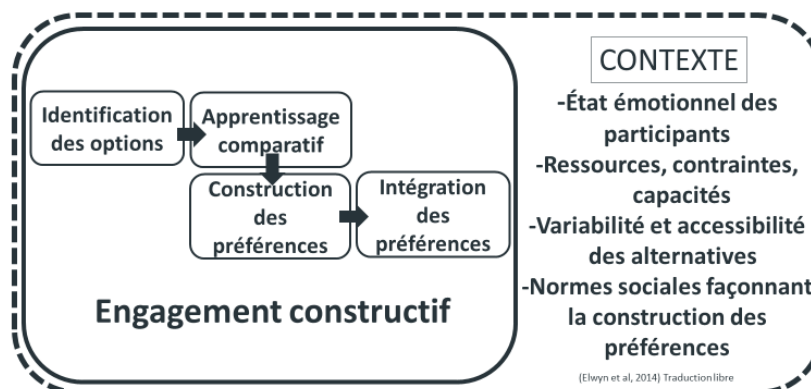 Identification
des options
Apprentissage
comparatif
Construction
des
préférences
Intégration
des
préférences
Engagement constructif
CONTEXTE
-État émotionnel des
participants
-Ressources, contraintes,
capacités
-Variabilité et accessibilité
des alternatives
-Normes sociales façonnant
la construction des
préférences
(Elwyn et al, 2014) Traduction libre